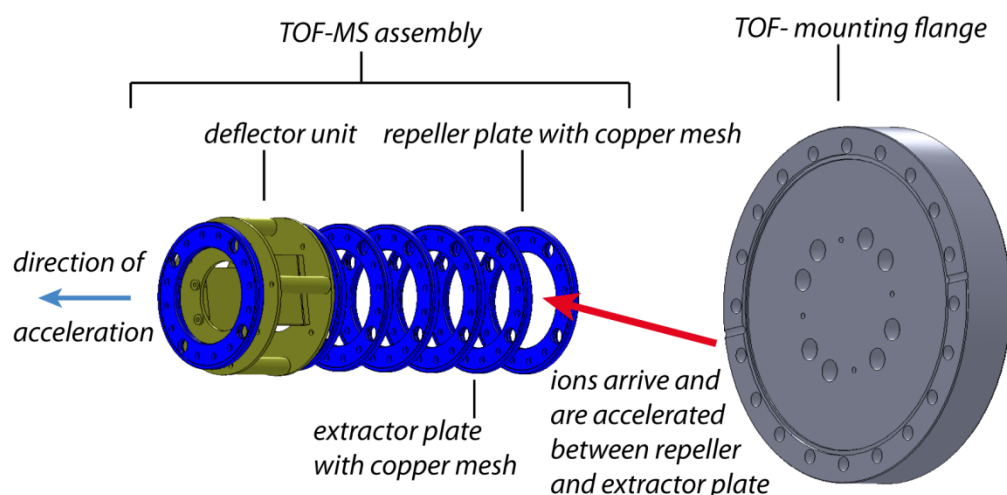 TOF-MS assembly
TOF- mounting flange
deflector unit
repeller plate with copper mesh
direction of
acceleration
extractor plate
with copper mesh
ions arrive and
are accelerated
between repeller
and extractor plate